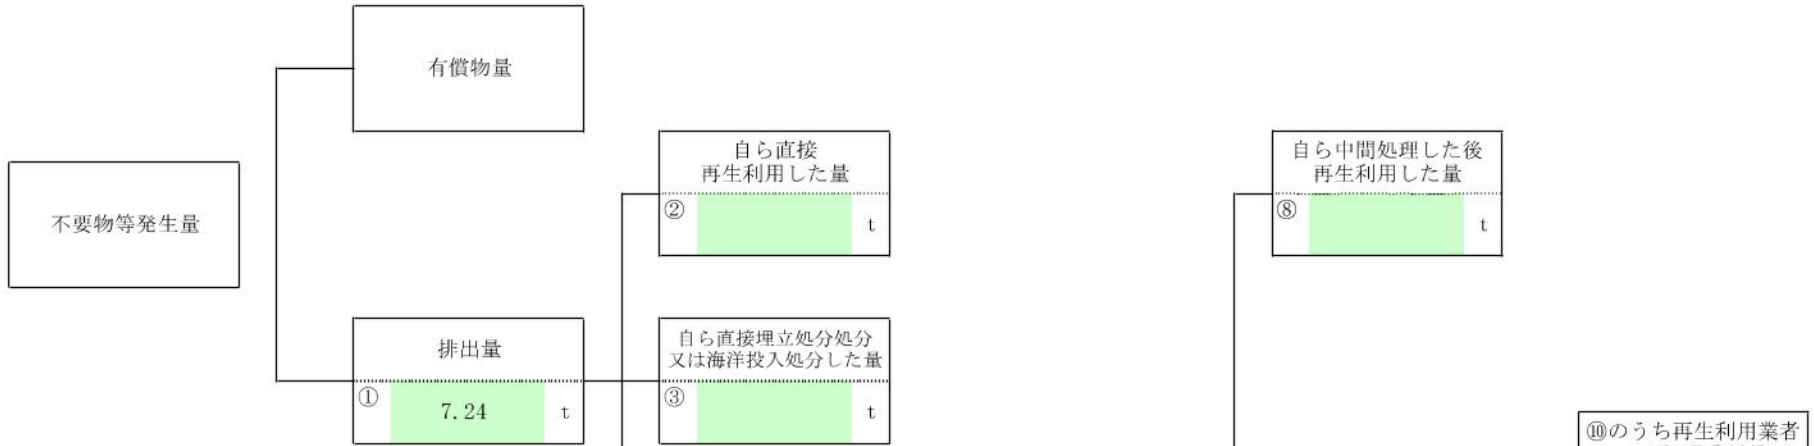 有償物量
自ら直接
再生利用した量
② t
自ら中間処理した後
再生利用した量
⑧ t
不要物等発生量
排出量
① 7.24 t
自ら直接埋立処分処分
又は海洋投入処分した量
③ t
⑩のうち再生利用業者